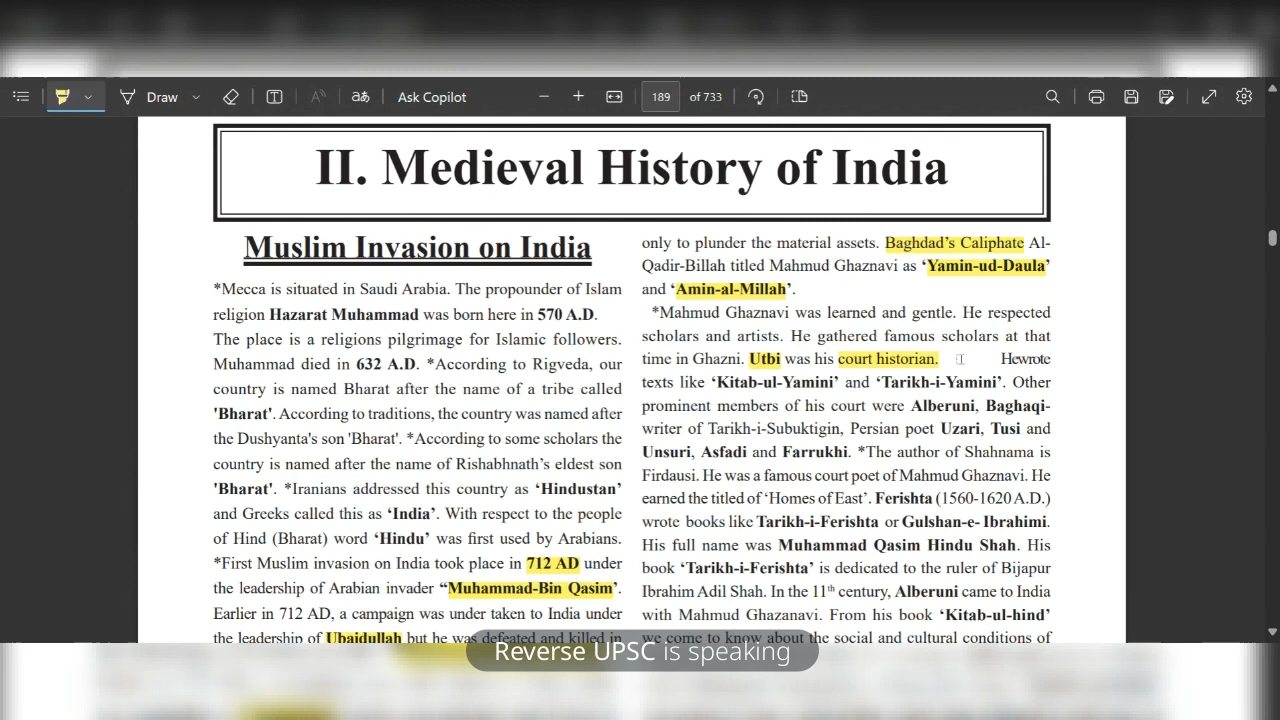 Draw
Ask Copilot
189 of 733
II. Medieval History of India
Muslim Invasion on India
*Mecca is situated in Saudi Arabia. The propounder of Islam
religion Hazarat Muhammad was born here in 570 A.D.
The place is a religions pilgrimage for Islamic followers.
Muhammad died in 632 A.D. *According to Rigveda, our
country is named Bharat after the name of a tribe called
'Bharat'. According to traditions, the country was named after
the Dushyanta's son 'Bharat'. *According to some scholars the
country is named after the name of Rishabhnath's eldest son
'Bharat'. *Iranians addressed this country as 'Hindustan'
and Greeks called this as 'India'. With respect to the people
of Hind (Bharat) word 'Hindu' was first used by Arabians.
*First Muslim invasion on India took place in 712 AD under
the leadership of Arabian invader "Muhammad-Bin Qasim'.
Earlier in 712 AD, a campaign was under taken to India under
the leadership of Ubaidullah but he was defeated and killed in
only to plunder the material assets. Baghdad's Caliphate Al-
Qadir-Billah titled Mahmud Ghaznavi as 'Yamin-ud-Daula'
and 'Amin-al-Millah'.
*Mahmud Ghaznavi was learned and gentle. He respected
scholars and artists. He gathered famous scholars at that
time in Ghazni. Utbi was his court historian. Hewrote
texts like 'Kitab-ul-Yamini' and 'Tarikh-i-Yamini'. Other
prominent members of his court were Alberuni, Baghaqi-
writer of Tarikh-i-Subuktigin, Persian poet Uzari, Tusi and
Unsuri, Asfadi and Farrukhi. *The author of Shahnama is
Firdausi. He was a famous court poet of Mahmud Ghaznavi. He
earned the titled of 'Homes of East'. Ferishta (1560-1620 A.D.)
wrote books like Tarikh-i-Ferishta or Gulshan-e- Ibrahimi.
His full name was Muhammad Qasim Hindu Shah. His
book 'Tarikh-i-Ferishta' is dedicated to the ruler of Bijapur
Ibrahim Adil Shah. In the 11th century, Alberuni came to India
with Mahmud Ghazanavi. From his book 'Kitab-ul-hind'
we come to know about the social and cultural conditions of
Reverse UPSC is speaking